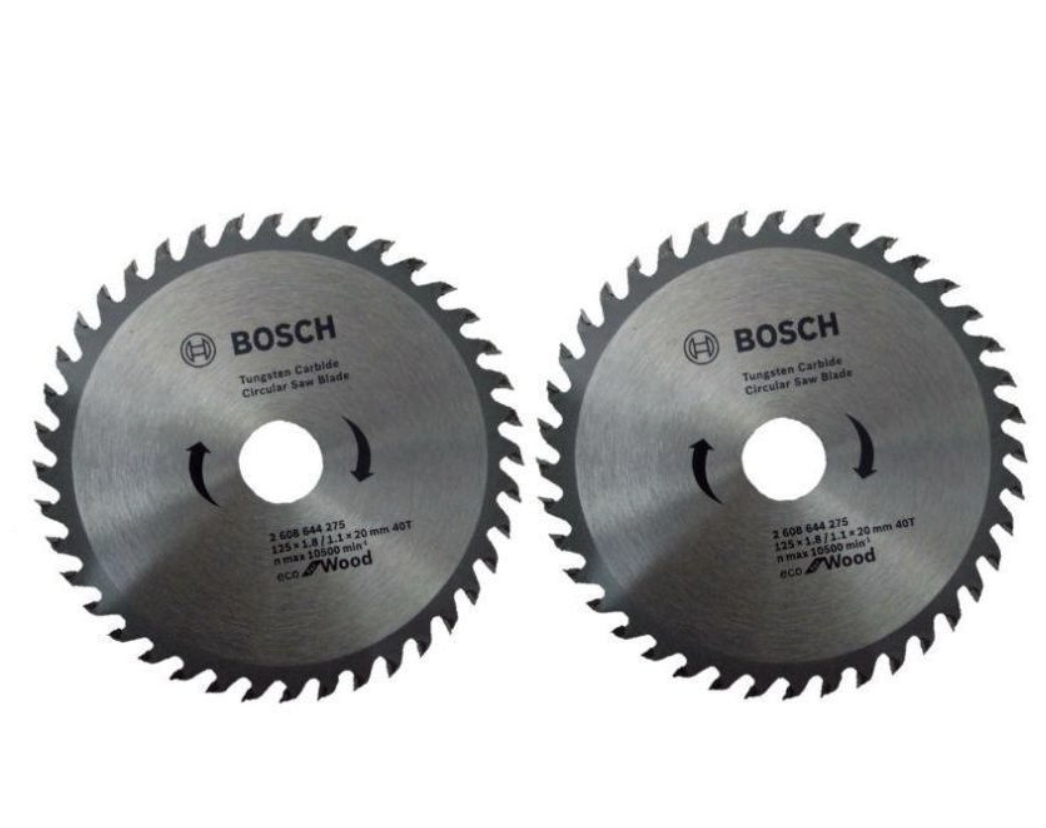 BOSCH
Tungsten Carbide
Circular Saw Blade
2 608 644 275
125 × 1.8 / 1.1 × 20 mm 40T
n max 10500 min⁻¹
eco for Wood
BOSCH
Tungsten Carbide
Circular Saw Blade
2 608 644 275
125 × 1.8 / 1.1 × 20 mm 40T
n max 10500 min⁻¹
eco for Wood